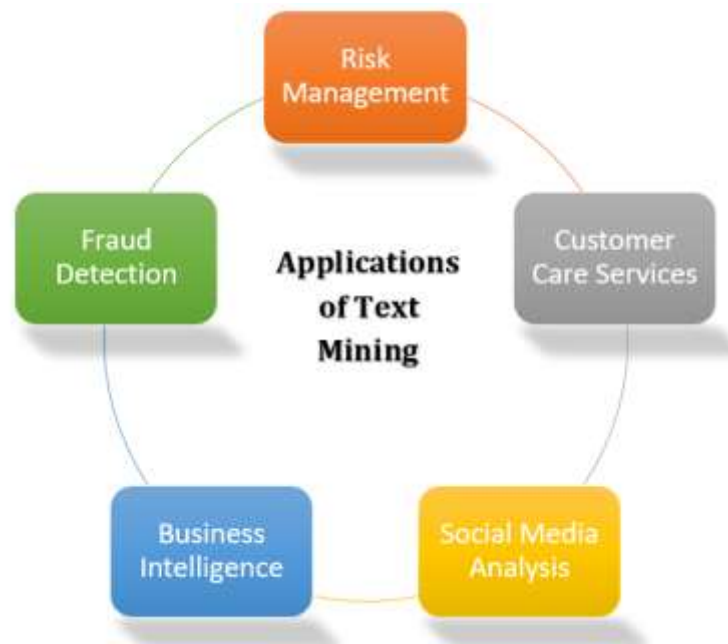 Risk
Management
Customer
Care Services
Social Media
Analysis
Business
Intelligence
Fraud
Detection
Applications
of Text
Mining